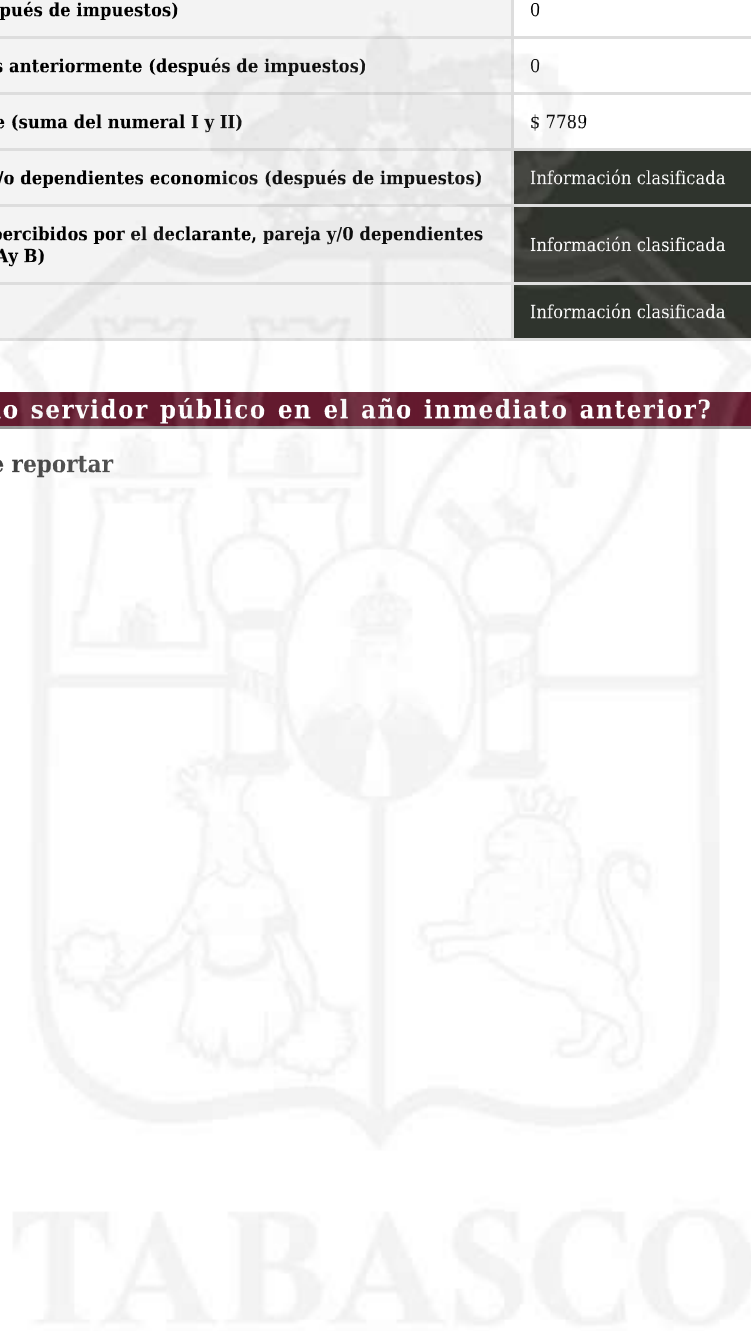 pués de impuestos)
0
s anteriormente (después de impuestos)
0
e (suma del numeral I y II)
$ 7789
/o dependientes economicos (después de impuestos)
Información clasificada
percibidos por el declarante, pareja y/0 dependientes
Ay B)
Información clasificada
Información clasificada
o servidor público en el año inmediato anterior?
e reportar
TABASCO